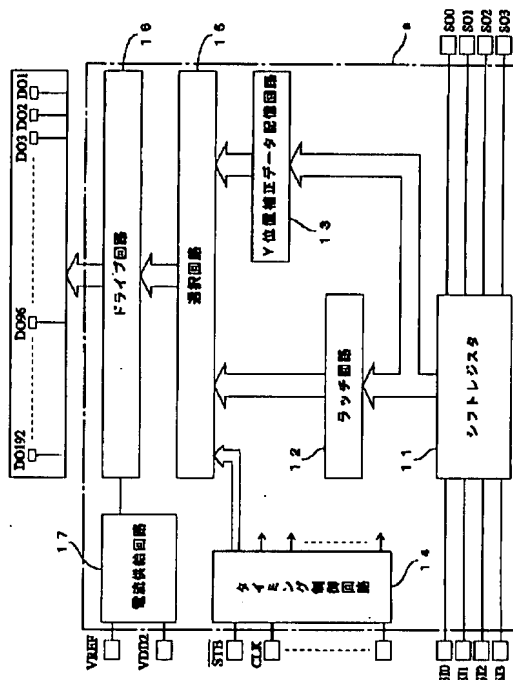 DO192
DO96
DO3
DO2
DO1
16
ドライブ回路
15
選択回路
17
電流供給回路
VREF
VDD2
STB
CLK
タイミング制御回路
14
12
ラッチ回路
Y位置補正データ記憶回路
13
a
11
シフトレジスタ
SI0
SI1
SI2
SI3
SO0
SO1
SO2
SO3